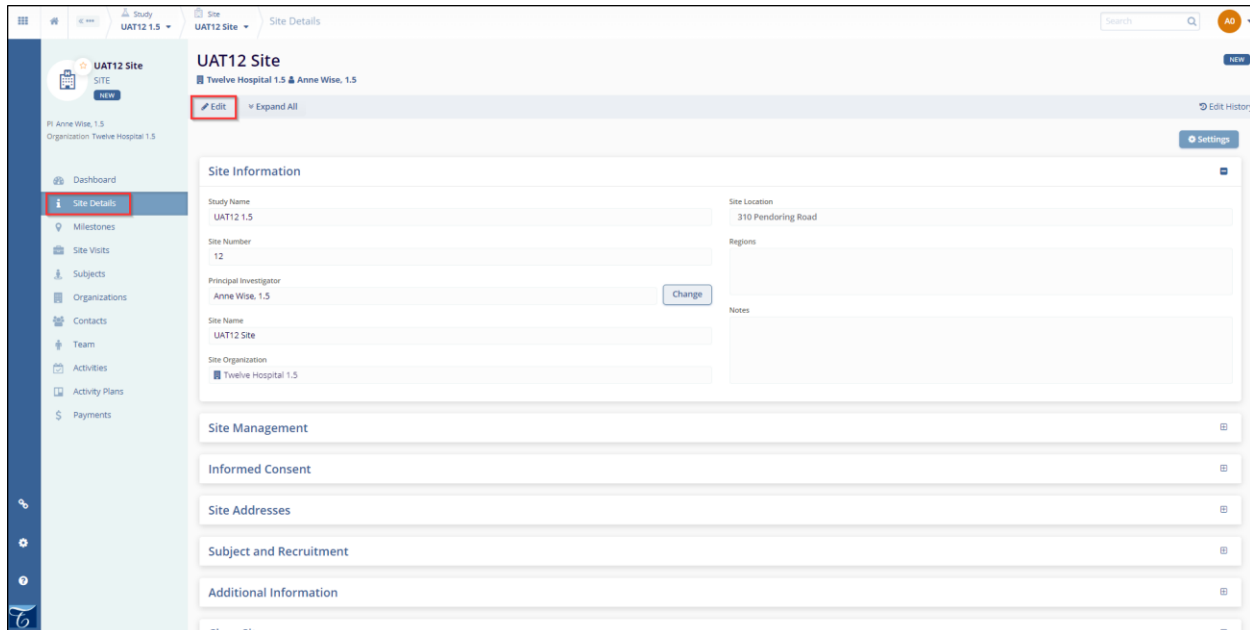 Study
UAT12 1.5
Site
UAT12 Site
Site Details
Search
AO
UAT12 Site
SITE
NEW
PI Anne Wise, 1.5
Organization Twelve Hospital 1.5
Dashboard
Site Details
Milestones
Site Visits
Subjects
Organizations
Contacts
Team
Activities
Activity Plans
Payments
UAT12 Site
Twelve Hospital 1.5 Anne Wise, 1.5
NEW
Edit
Expand All
Edit History
Settings
Site Information
Study Name
UAT12 1.5
Site Number
12
Principal Investigator
Anne Wise, 1.5
Change
Site Name
UAT12 Site
Site Organization
Twelve Hospital 1.5
Site Location
310 Pendoring Road
Regions
Notes
Site Management
Informed Consent
Site Addresses
Subject and Recruitment
Additional Information